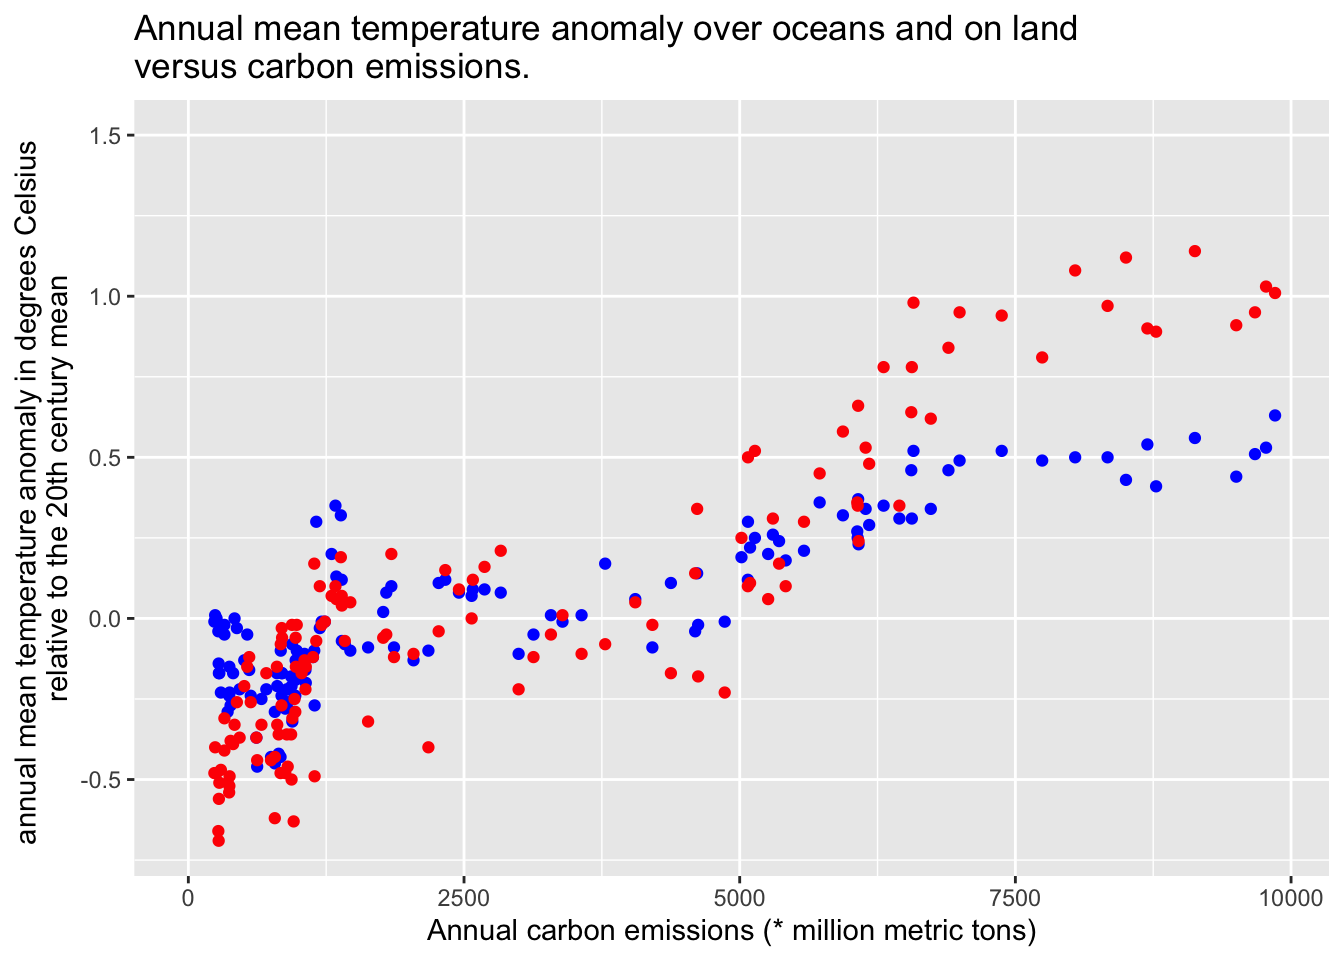 Annual mean temperature anomaly over oceans and on land
versus carbon emissions.
annual mean temperature anomaly in degrees Celsius
relative to the 20th century mean
1.5
1.0
0.5
0.0
-0.5
0 2500 5000 7500 10000
Annual carbon emissions (* million metric tons)